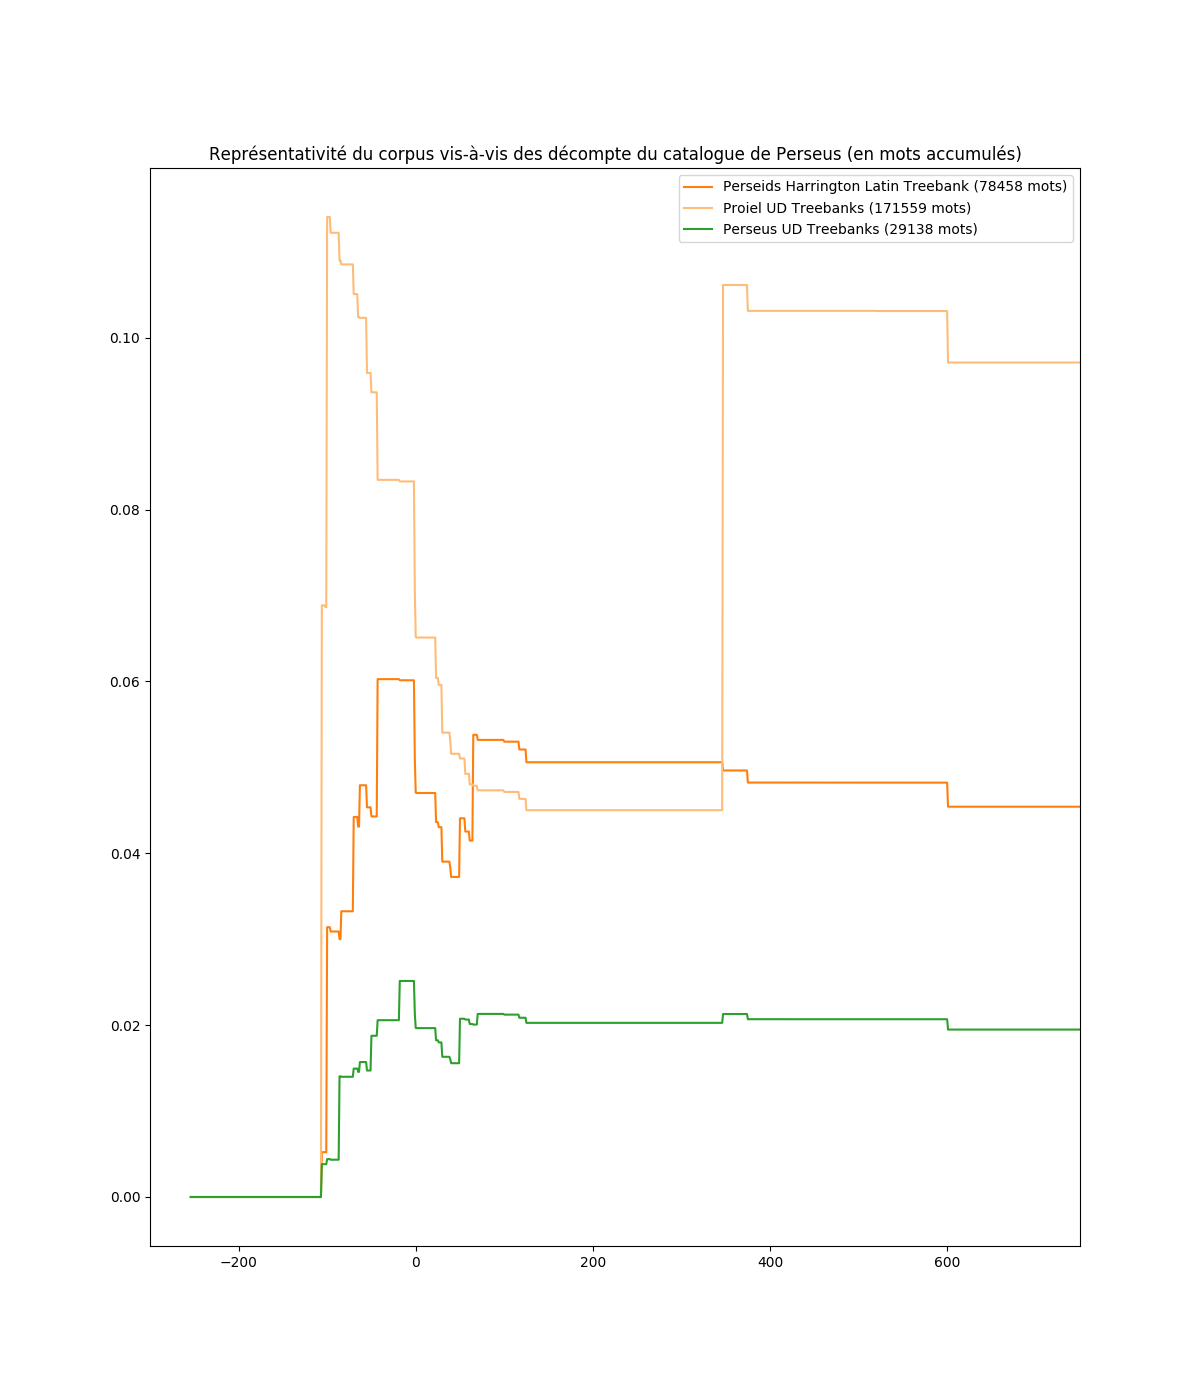 Représentativité du corpus vis-à-vis des décompte du catalogue de Perseus (en mots accumulés)
Perseids Harrington Latin Treebank (78458 mots)
Proiel UD Treebanks (171559 mots)
Perseus UD Treebanks (29138 mots)
0.10
0.08
0.06
0.04
0.02
0.00
−200 0 200 400 600